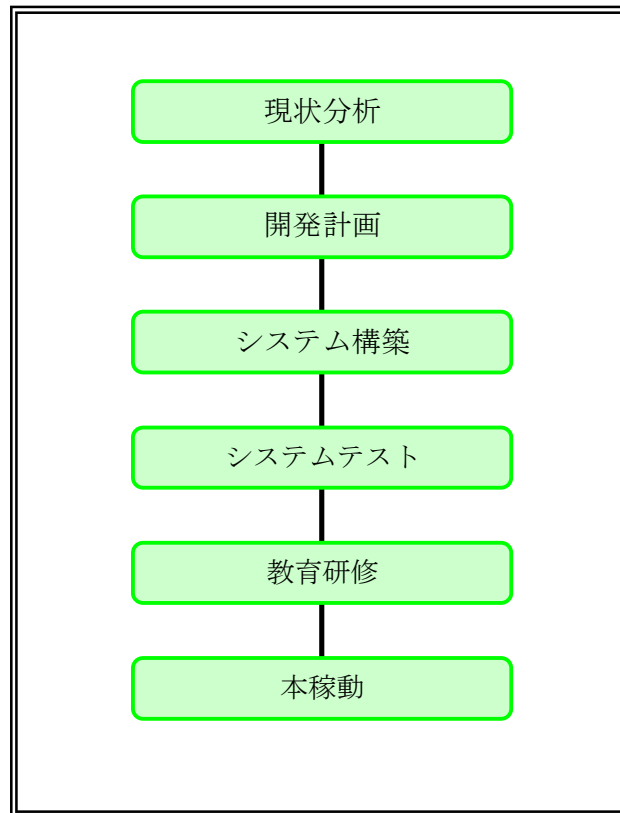 現状分析
開発計画
システム構築
システムテスト
教育研修
本稼動